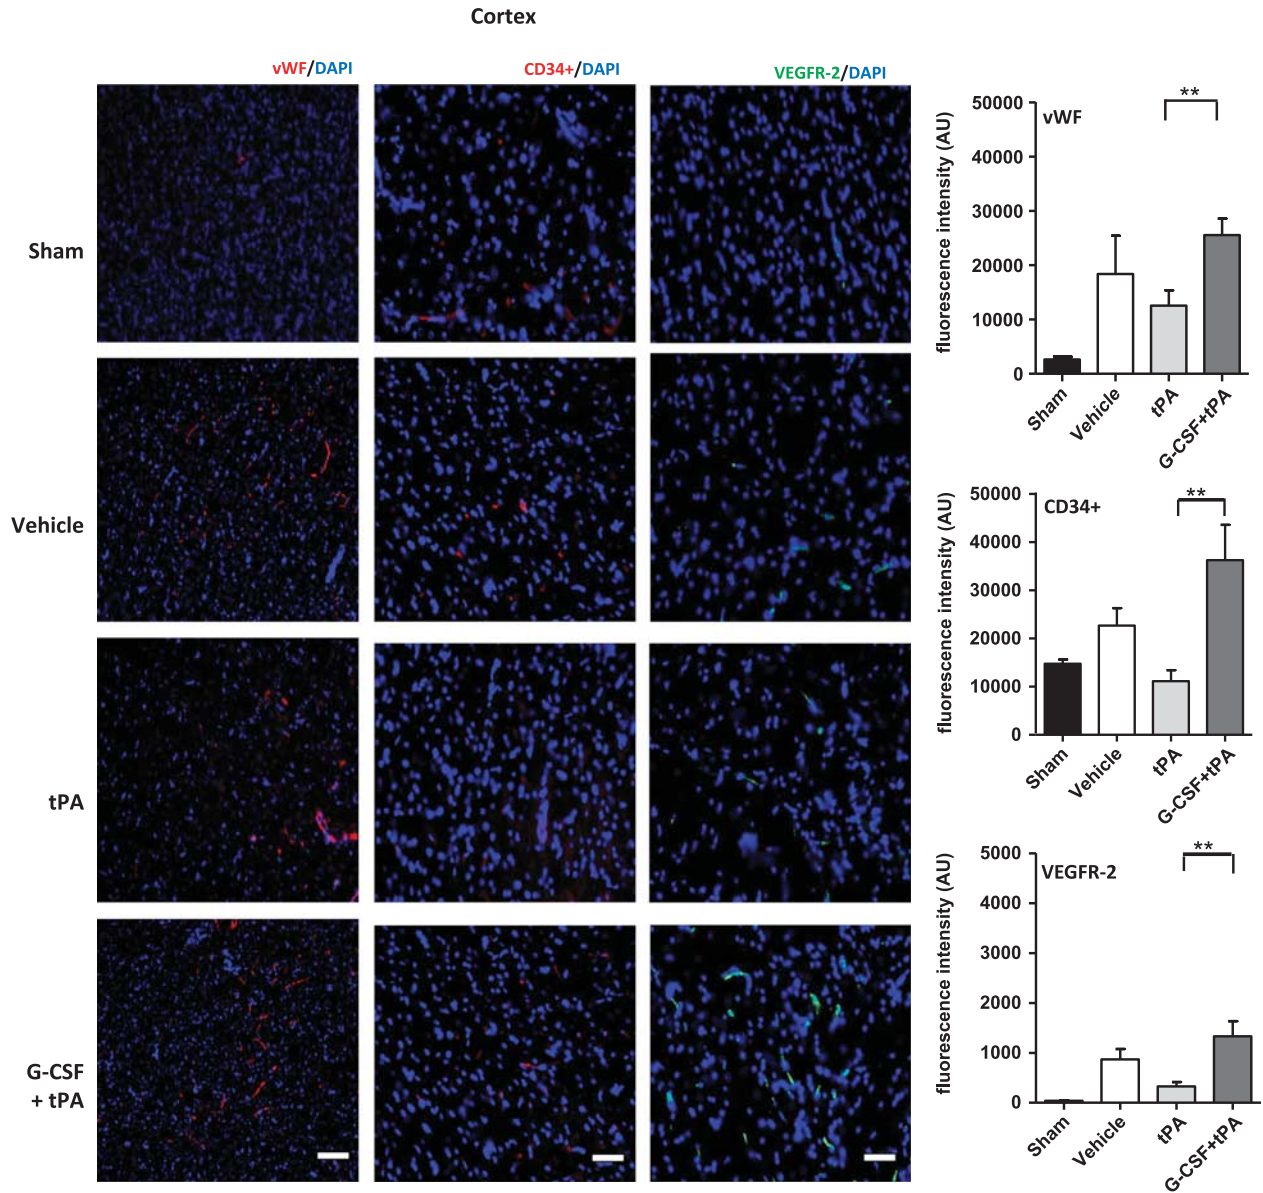 Cortex
vWF/DAPI
CD34+/DAPI
VEGFR-2/DAPI
Sham
Vehicle
tPA
G-CSF
+ tPA
fluorescence intensity (AU)
50000
40000
30000
20000
10000
0
vWF
**
Sham
Vehicle
tPA
G-CSF+tPA
fluorescence intensity (AU)
50000
40000
30000
20000
10000
0
CD34+
**
Sham
Vehicle
tPA
G-CSF+tPA
fluorescence intensity (AU)
5000
4000
3000
2000
1000
0
VEGFR-2
**
Sham
Vehicle
tPA
G-CSF+tPA